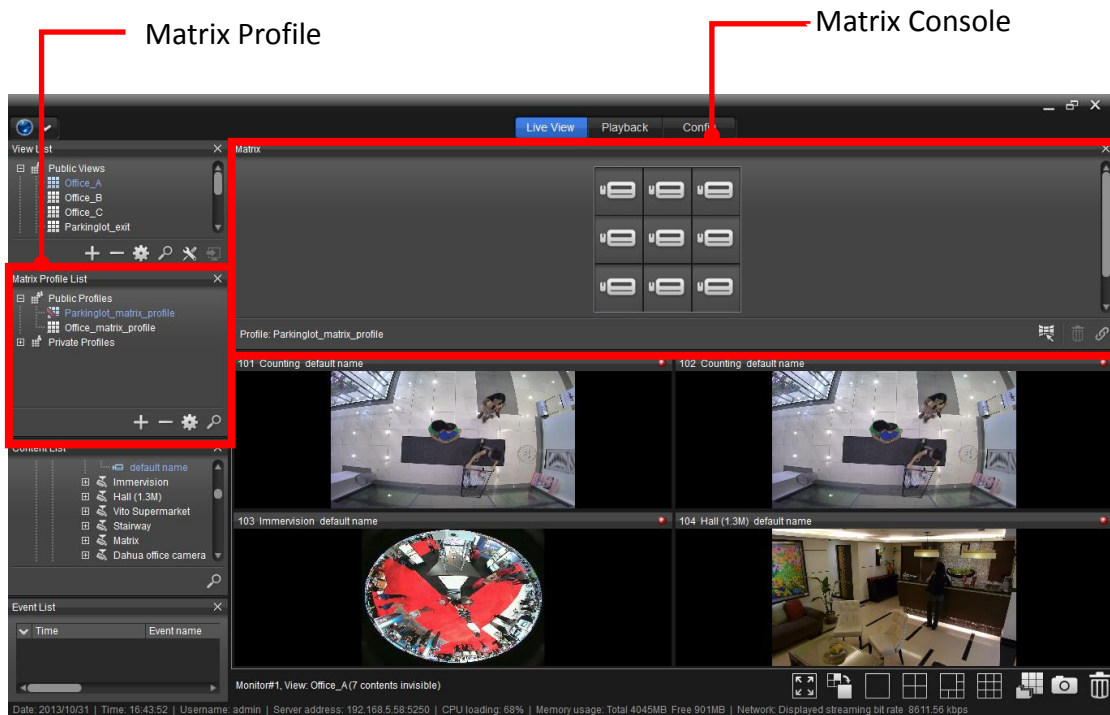 Matrix Profile
Matrix Console
Live View Playback Config
View List
Public Views
Office_A
Office_B
Office_C
Parkinglot_exit
Matrix
Profile: Parkinglot_matrix_profile
Matrix Profile List
Public Profiles
Parkinglot_matrix_profile
Office_matrix_profile
Private Profiles
Content List
default name
Immervision
Hall (1.3M)
Vito Supermarket
Stairway
Matrix
Dahua office camera
Event List
Time Event name
101 Counting default name
102 Counting default name
103 Immervision default name
104 Hall (1.3M) default name
Monitor#1, View: Office_A (7 contents invisible)
Date: 2013/10/31 | Time: 16:43:52 | Username: admin | Server address: 192.168.5.58:5250 | CPU loading: 68% | Memory usage: Total 4045MB Free 901MB | Network: Displayed streaming bit rate 8611.56 kbps